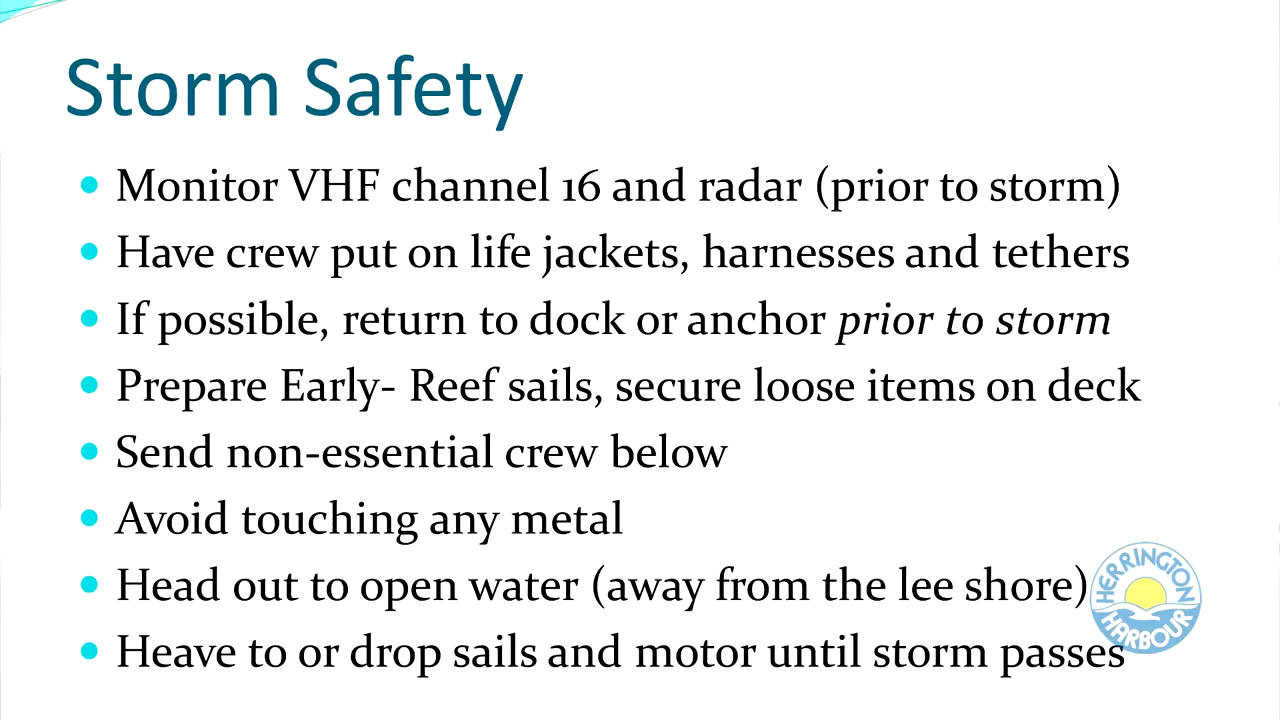 Storm Safety
Monitor VHF channel 16 and radar (prior to storm)
Have crew put on life jackets, harnesses and tethers
If possible, return to dock or anchor prior to storm
Prepare Early- Reef sails, secure loose items on deck
Send non-essential crew below
Avoid touching any metal
Head out to open water (away from the lee shore)
Heave to or drop sails and motor until storm passes
HERRINGTON
HARBOUR